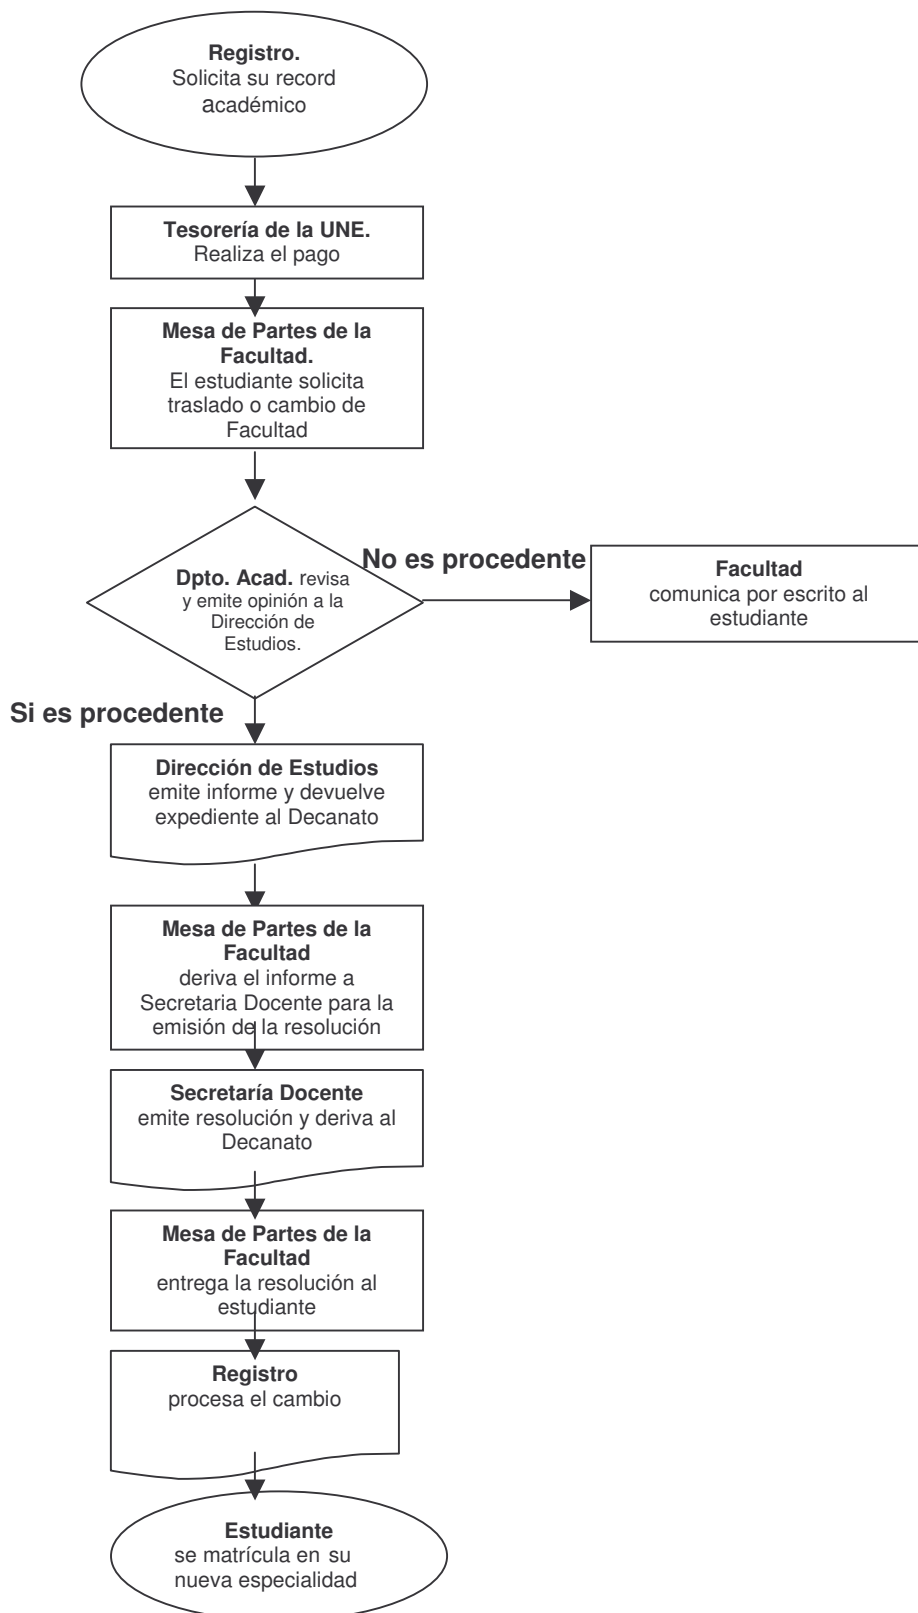 Registro.
Solicita su record
académico
Tesorería de la UNE.
Realiza el pago
Mesa de Partes de la
Facultad.
El estudiante solicita
traslado o cambio de
Facultad
No es procedente
Dpto. Acad. revisa
y emite opinión a la
Dirección de
Estudios.
Facultad
comunica por escrito al
estudiante
Si es procedente
Dirección de Estudios
emite informe y devuelve
expediente al Decanato
Mesa de Partes de la
Facultad
deriva el informe a
Secretaria Docente para la
emisión de la resolución
Secretaría Docente
emite resolución y deriva al
Decanato
Mesa de Partes de la
Facultad
entrega la resolución al
estudiante
Registro
procesa el cambio
Estudiante
se matrícula en su
nueva especialidad